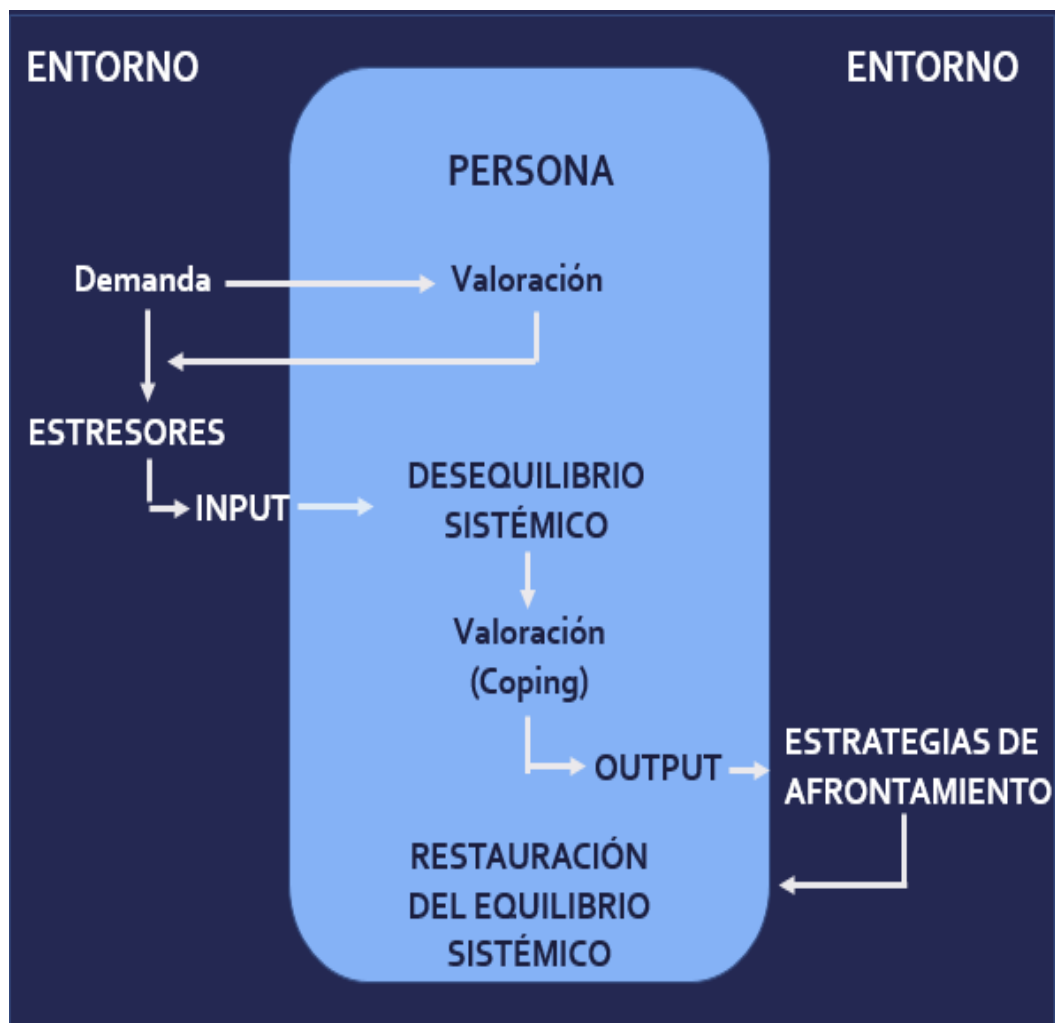 ENTORNO
ENTORNO
PERSONA
Demanda
Valoración
ESTRESORES
INPUT
DESEQUILIBRIO
SISTÉMICO
Valoración
(Coping)
OUTPUT
ESTRATEGIAS DE
AFRONTAMIENTO
RESTAURACIÓN
DEL EQUILIBRIO
SISTÉMICO